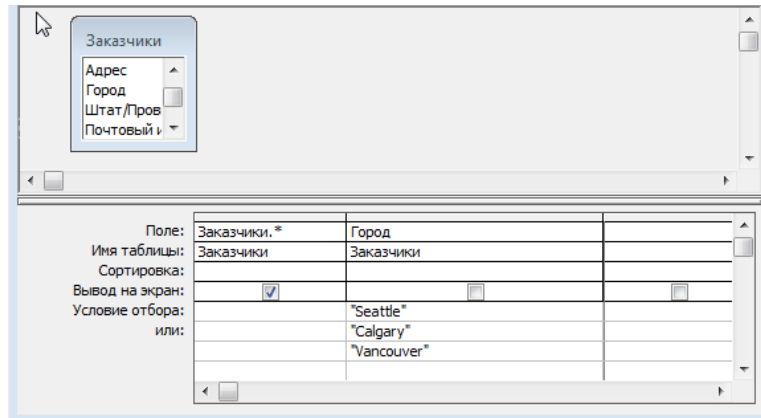 Заказчики
Адрес
Город
Штат/Пров
Почтовый и
Поле: Заказчики.* Город
Имя таблицы: Заказчики Заказчики
Сортировка:
Вывод на экран:
Условие отбора: "Seattle"
или: "Calgary"
"Vancouver"